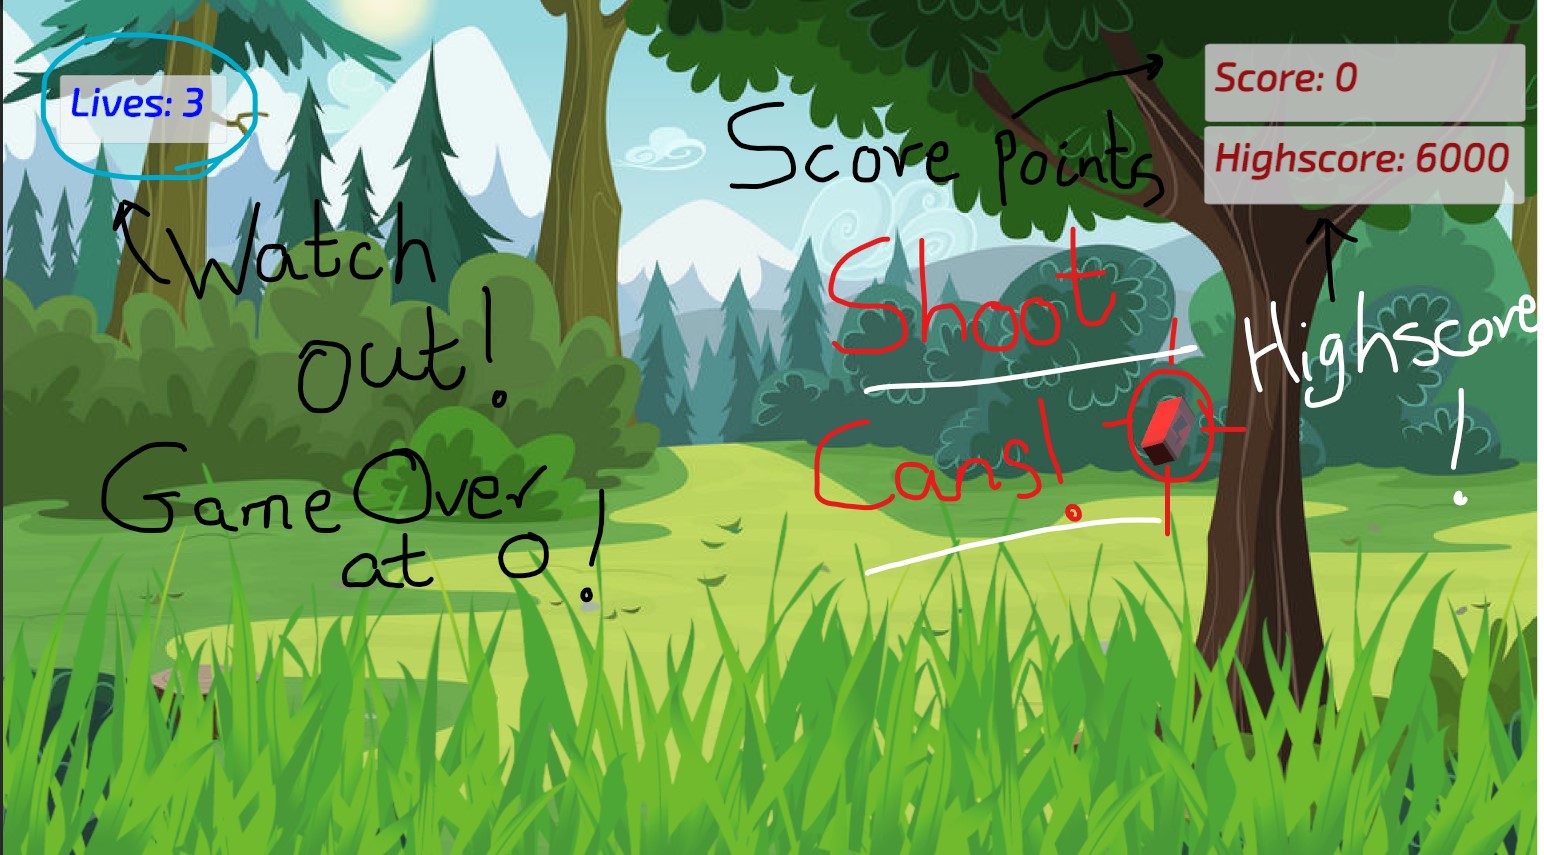 Lives: 3
Score: 0
Highscore: 6000
Score points
Watch
out!
Shoot
Cans!
Highscore
!
Game Over
at 0!